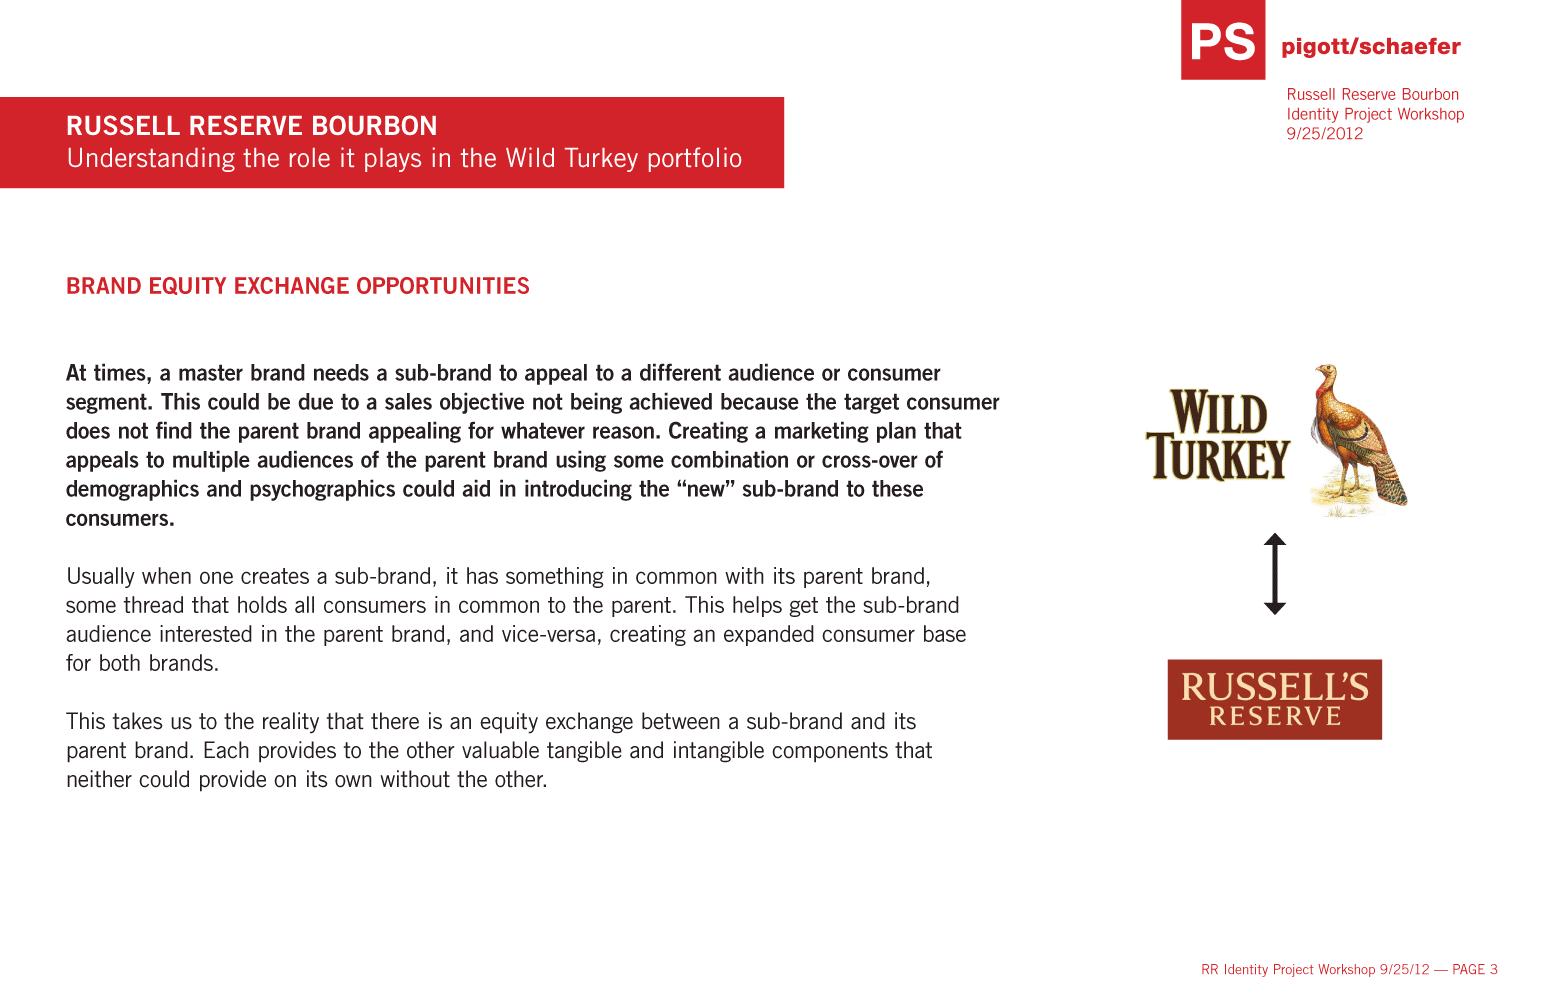 PS
pigott/schaefer
Russell Reserve Bourbon
Identity Project Workshop
9/25/2012
RUSSELL RESERVE BOURBON
Understanding the role it plays in the Wild Turkey portfolio
BRAND EQUITY EXCHANGE OPPORTUNITIES
At times, a master brand needs a sub-brand to appeal to a different audience or consumer
segment. This could be due to a sales objective not being achieved because the target consumer
does not find the parent brand appealing for whatever reason. Creating a marketing plan that
appeals to multiple audiences of the parent brand using some combination or cross-over of
demographics and psychographics could aid in introducing the “new” sub-brand to these
consumers.
Usually when one creates a sub-brand, it has something in common with its parent brand,
some thread that holds all consumers in common to the parent. This helps get the sub-brand
audience interested in the parent brand, and vice-versa, creating an expanded consumer base
for both brands.
This takes us to the reality that there is an equity exchange between a sub-brand and its
parent brand. Each provides to the other valuable tangible and intangible components that
neither could provide on its own without the other.
WILD
TURKEY
RUSSELL’S
RESERVE
RR Identity Project Workshop 9/25/12 — PAGE 3